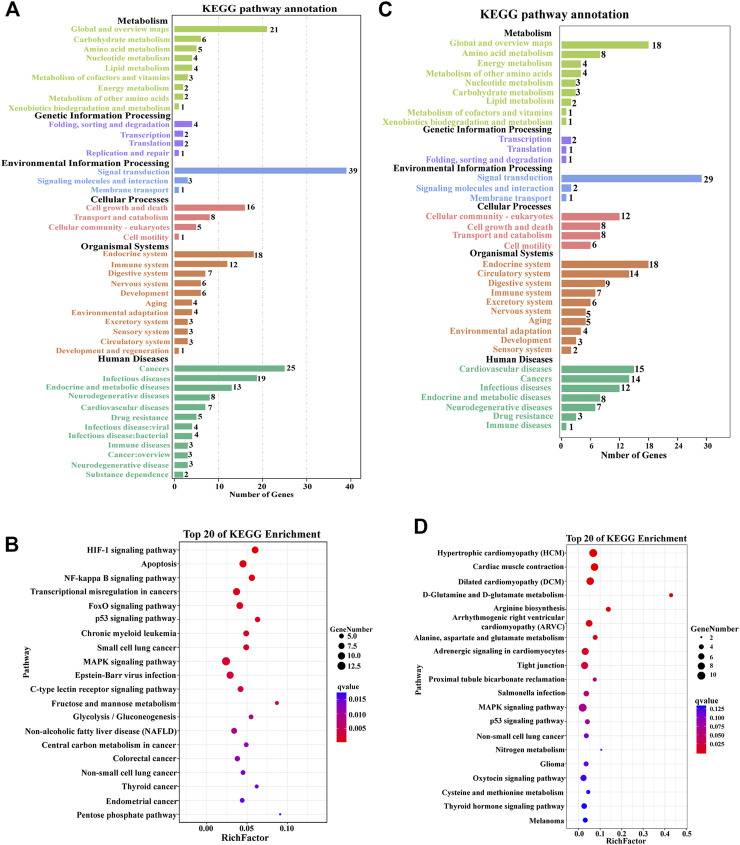 A
KEGG pathway annotation
Metabolism
Global and overview maps 21
Carbohydrate metabolism 6
Amino acid metabolism 5
Nucleotide metabolism 4
Lipid metabolism 4
Metabolism of cofactors and vitamins 3
Energy metabolism 2
Metabolism of other amino acids 2
Xenobiotics biodegradation and metabolism 1
Genetic Information Processing
Folding, sorting and degradation 4
Transcription 2
Translation 2
Replication and repair 1
Environmental Information Processing
Signal transduction 39
Signaling molecules and interaction 3
Membrane transport 1
Cellular Processes
Cell growth and death 16
Transport and catabolism 8
Cellular community - eukaryotes 5
Cell motility 1
Organismal Systems
Endocrine system 18
Immune system 12
Digestive system 7
Nervous system 6
Development 6
Aging 4
Environmental adaptation 4
Excretory system 3
Sensory system 3
Circulatory system 3
Development and regeneration 1
Human Diseases
Cancers 25
Infectious diseases 19
Endocrine and metabolic diseases 13
Neurodegenerative diseases 8
Cardiovascular diseases 7
Drug resistance 5
Infectious disease:viral 4
Infectious disease:bacterial 4
Immune diseases 3
Cancer:overview 3
Neurodegenerative disease 3
Substance dependence 2
0 10 20 30 40
Nmber of Genes
C
KEGG pathway annotation
Metabolism
Global and overview maps 18
Amino acid metabolism 8
Energy metabolism 4
Metabolism of other amino acids 4
Nucleotide metabolism 3
Carbohydrate metabolism 3
Lipid metabolism 2
Metabolism of cofactors and vitamins 1
Xenobiotics biodegradation and metabolism 1
Genetic Information Processing
Transcription 2
Translation 1
Folding, sorting and degradation 1
Environmental Information Processing
Signal transduction 29
Signaling molecules and interaction 2
Membrane transport 1
Cellular Processes
Cellular community - eukaryotes 12
Cell growth and death 8
Transport and catabolism 8
Cell motility 6
Organismal Systems
Endocrine system 18
Circulatory system 14
Digestive system 9
Immune system 7
Excretory system 6
Nervous system 5
Aging 5
Environmental adaptation 4
Development 3
Sensory system 2
Human Diseases
Cardiovascular diseases 15
Cancers 14
Infectious diseases 12
Endocrine and metabolic diseases 8
Neurodegenerative diseases 7
Drug resistance 3
Immune diseases 1
0 6 12 18 24 30
Nmber of Genes
B
Top 20 of KEGG Enrichment
Pathway
HIF-1 signaling pathway
Apoptosis
NF-kappa B signaling pathway
Transcriptional misregulation in cancers
FoxO signaling pathway
p53 signaling pathway
Chronic myeloid leukemia
Small cell lung cancer
MAPK signaling pathway
Epstein-Barr virus infection
C-type lectin receptor signaling pathway
Fructose and mannose metabolism
Glycolysis / Gluconeogenesis
Non-alcoholic fatty liver disease (NAFLD)
Central carbon metabolism in cancer
Colorectal cancer
Non-small cell lung cancer
Thyroid cancer
Endometrial cancer
Pentose phosphate pathway
0.00 0.05 0.10
RichFactor
GeneNumber
5.0
7.5
10.0
12.5
qvalue
0.015
0.010
0.005
D
Top 20 of KEGG Enrichment
Pathway
Hypertrophic cardiomyopathy (HCM)
Cardiac muscle contraction
Dilated cardiomyopathy (DCM)
D-Glutamine and D-glutamate metabolism
Arginine biosynthesis
Arrhythmogenic right ventricular
cardiomyopathy (ARVC)
Alanine, aspartate and glutamate metabolism
Adrenergic signaling in cardiomyocytes
Tight junction
Proximal tubule bicarbonate reclamation
Salmonella infection
MAPK signaling pathway
p53 signaling pathway
Non-small cell lung cancer
Nitrogen metabolism
Glioma
Oxytocin signaling pathway
Cysteine and methionine metabolism
Thyroid hormone signaling pathway
Melanoma
0.0 0.1 0.2 0.3 0.4 0.5
RichFactor
GeneNumber
2
4
6
8
10
qvalue
0.125
0.100
0.075
0.050
0.025